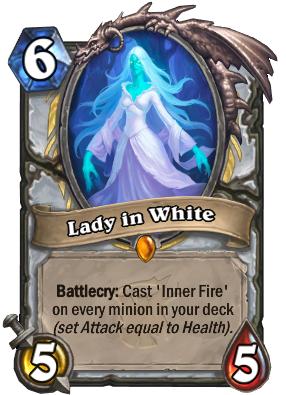 6
Lady in White
Battlecry: Cast 'Inner Fire'
on every minion in your deck
(set Attack equal to Health).
5
5